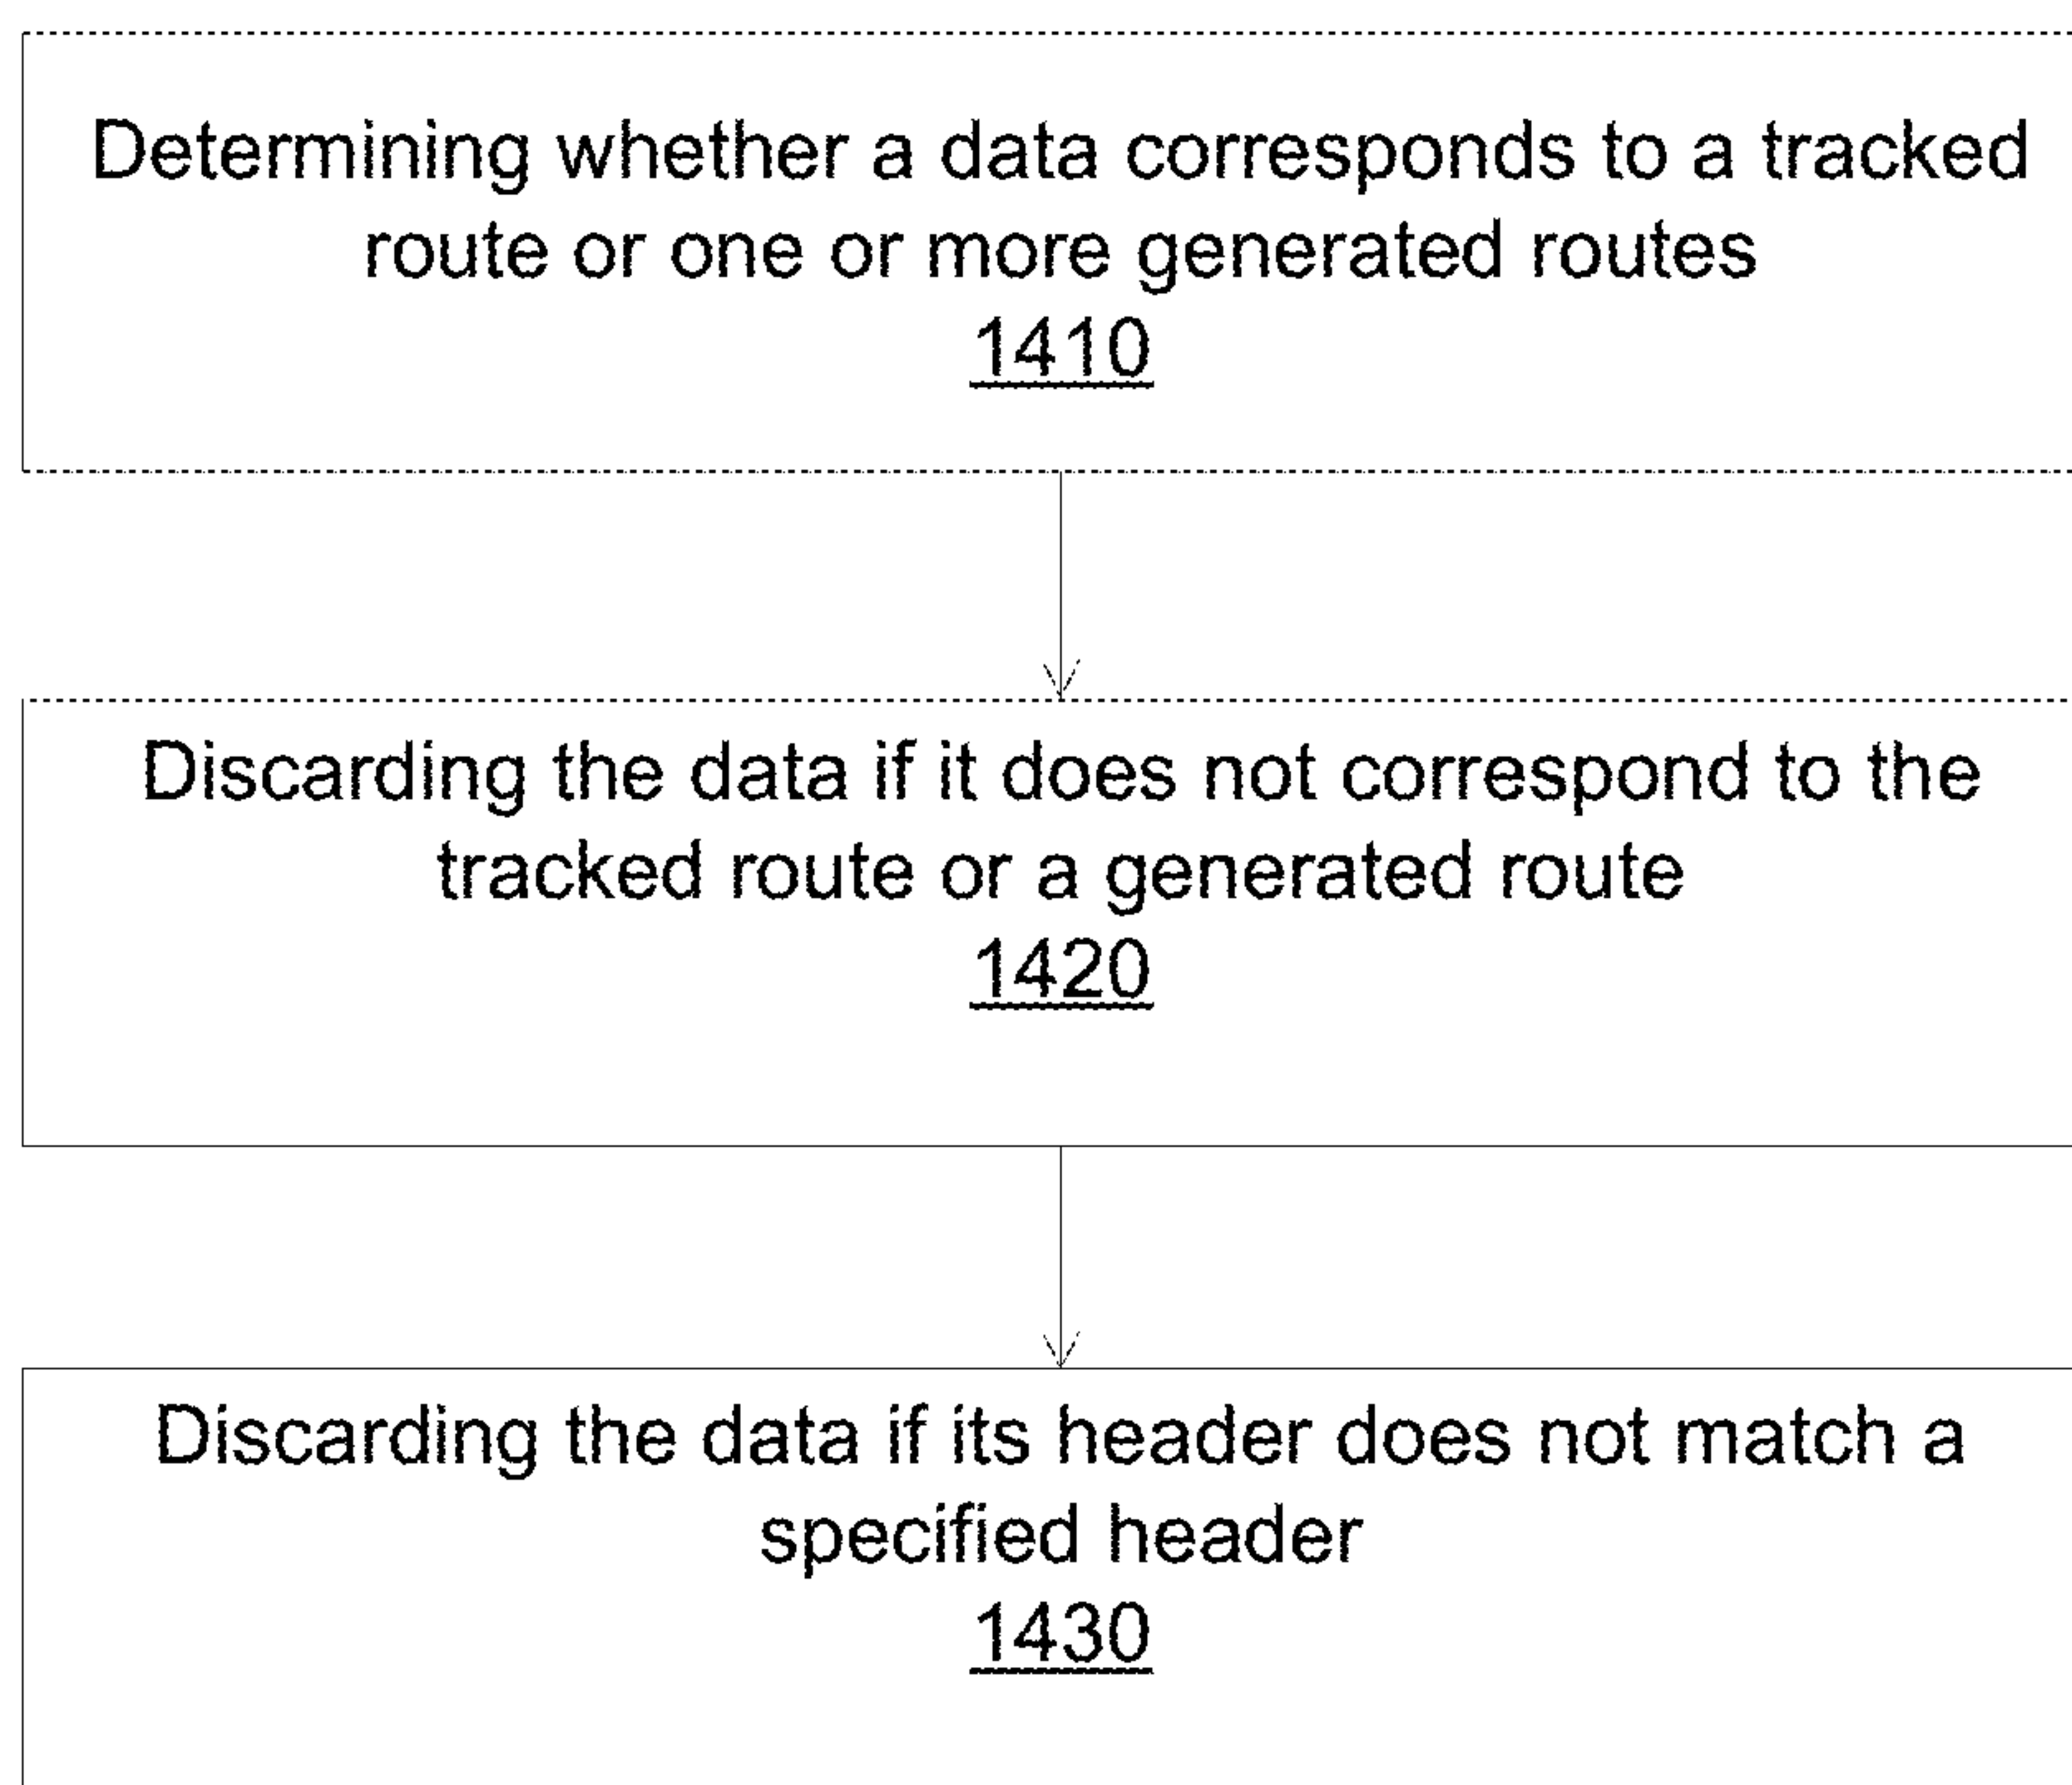 Determining whether a data corresponds to a tracked
route or one or more generated routes
1410
Discarding the data if it does not correspond to the
tracked route or a generated route
1420
Discarding the data if its header does not match a
specified header
1430